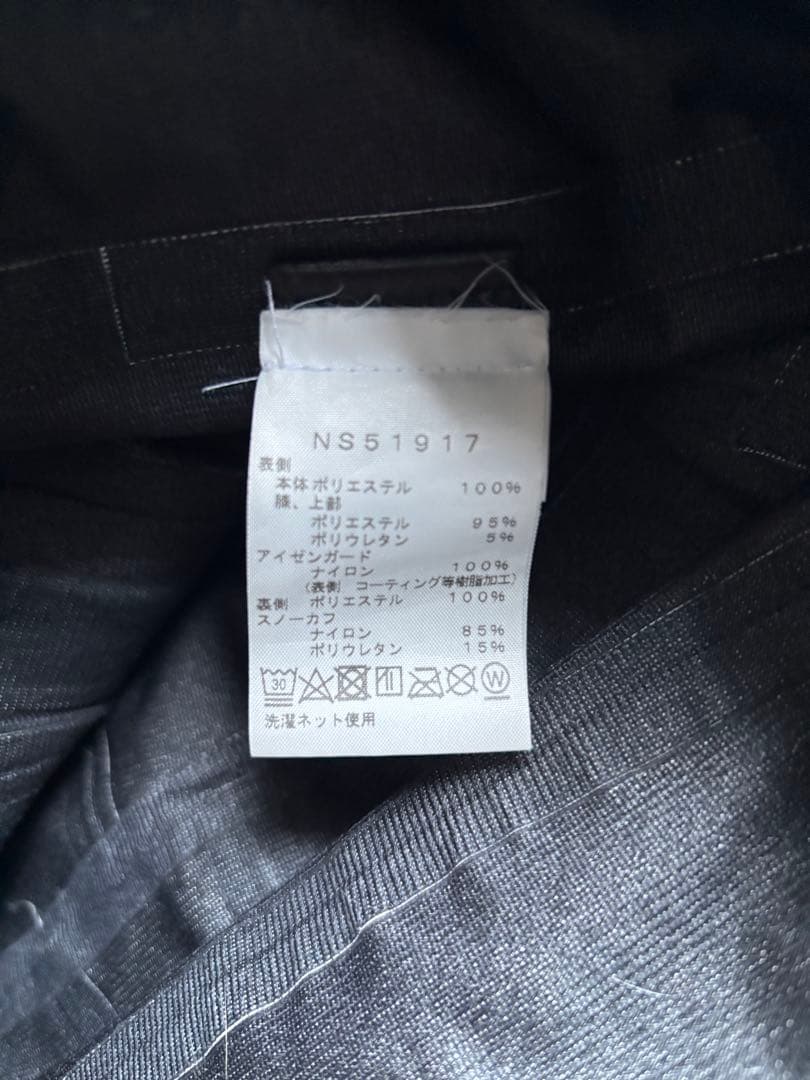 NS51917
表側
本体 ポリエステル 100%
膝、上部
ポリエステル 95%
ポリウレタン 5%
アイゼンガード
ナイロン 100%
(表側 コーティング等樹脂加工)
裏側 ポリエステル 100%
スノーカフ
ナイロン 85%
ポリウレタン 15%
30 W
洗濯ネット使用